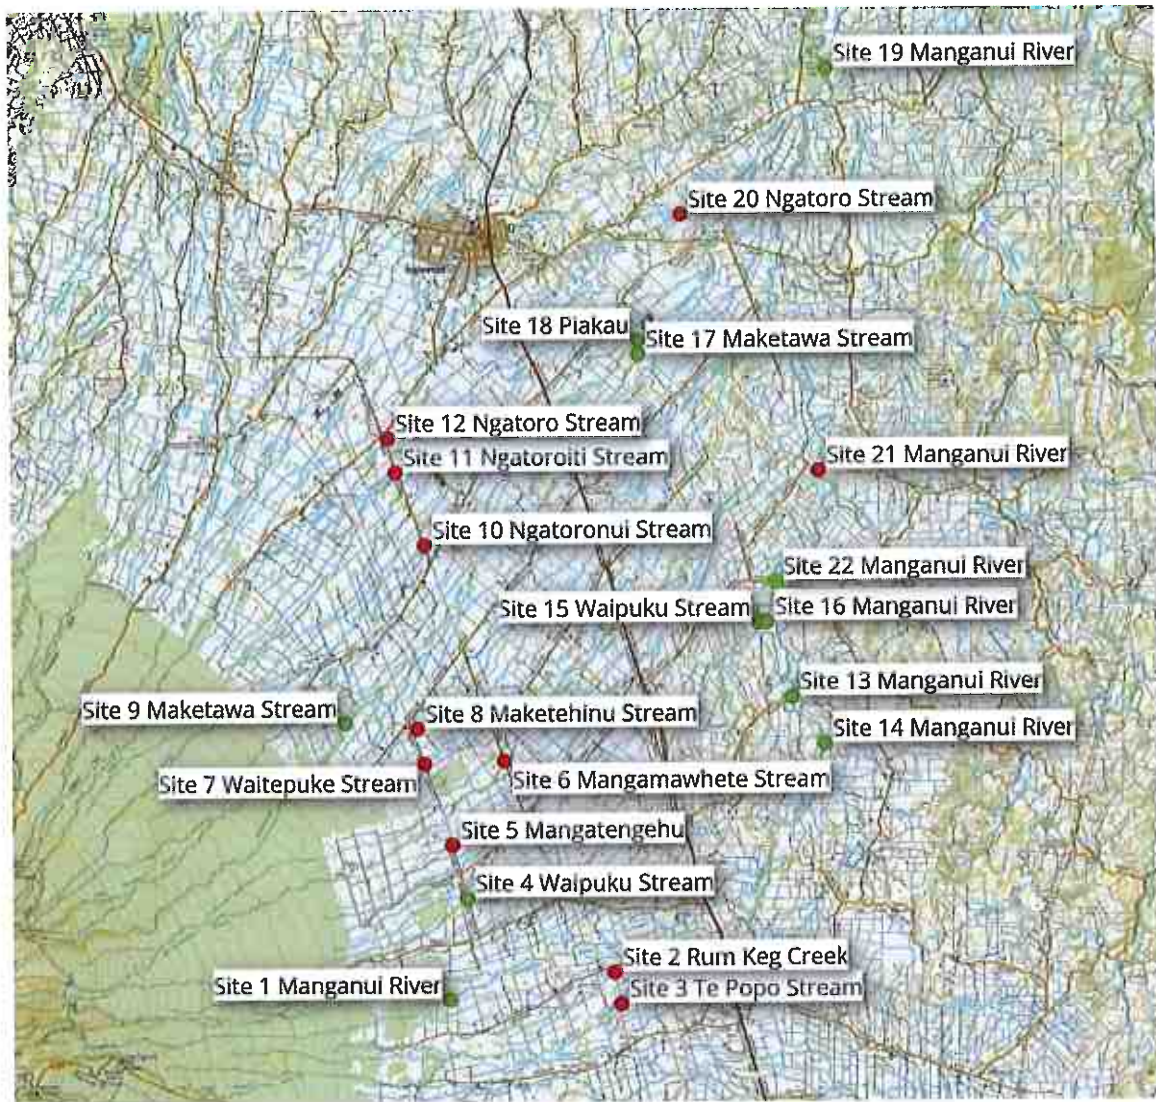 Site 19 Manganui River
Site 20 Ngatoro Stream
Site 18 Piakau
Site 17 Maketawa Stream
Site 12 Ngatoro Stream
Site 11 Ngatoroiti Stream
Site 21 Manganui River
Site 10 Ngatoronui Stream
Site 22 Manganui River
Site 15 Waipuku Stream
Site 16 Manganui River
Site 13 Manganui River
Site 9 Maketawa Stream
Site 8 Maketehinu Stream
Site 14 Manganui River
Site 7 Waitepuke Stream
Site 6 Mangamawhete Stream
Site 5 Mangatengehu
Site 4 Waipuku Stream
Site 2 Rum Keg Creek
Site 1 Manganui River
Site 3 Te Popo Stream